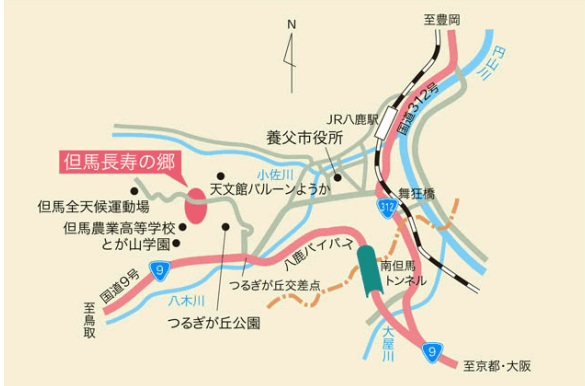 至豊岡
N
円山川
国道312号
JR八鹿駅
養父市役所
但馬長寿の郷
小佐川
天文館バルーンようか
但馬全天候運動場
舞狂橋
312
但馬農業高等学校
とが山学園
八鹿バイパス
南但馬
トンネル
国道9号
9
つるぎが丘交差点
八木川
つるぎが丘公園
至鳥取
大屋川
9
至京都・大阪